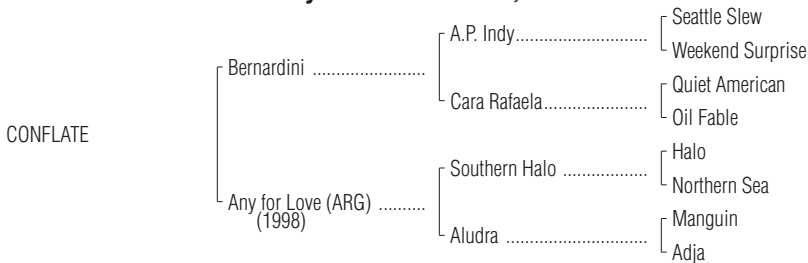 Seattle Slew
A.P. Indy
Weekend Surprise
Bernardini
Quiet American
Cara Rafaela
Oil Fable
CONFLATE
Halo
Southern Halo
Northern Sea
Any for Love (ARG)
(1998)
Manguin
Aludra
Adja